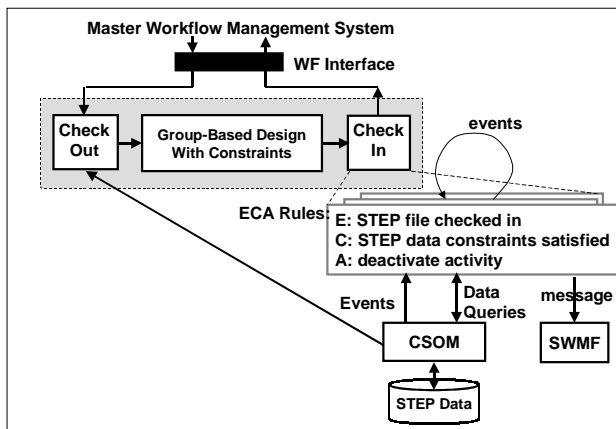 Master Workflow Management System
WF Interface
Check
Out
Group-Based Design
With Constraints
Check
In
events
ECA Rules:
E: STEP file checked in
C: STEP data constraints satisfied
A: deactivate activity
Events
Data
Queries
message
CSOM
SWMF
STEP Data